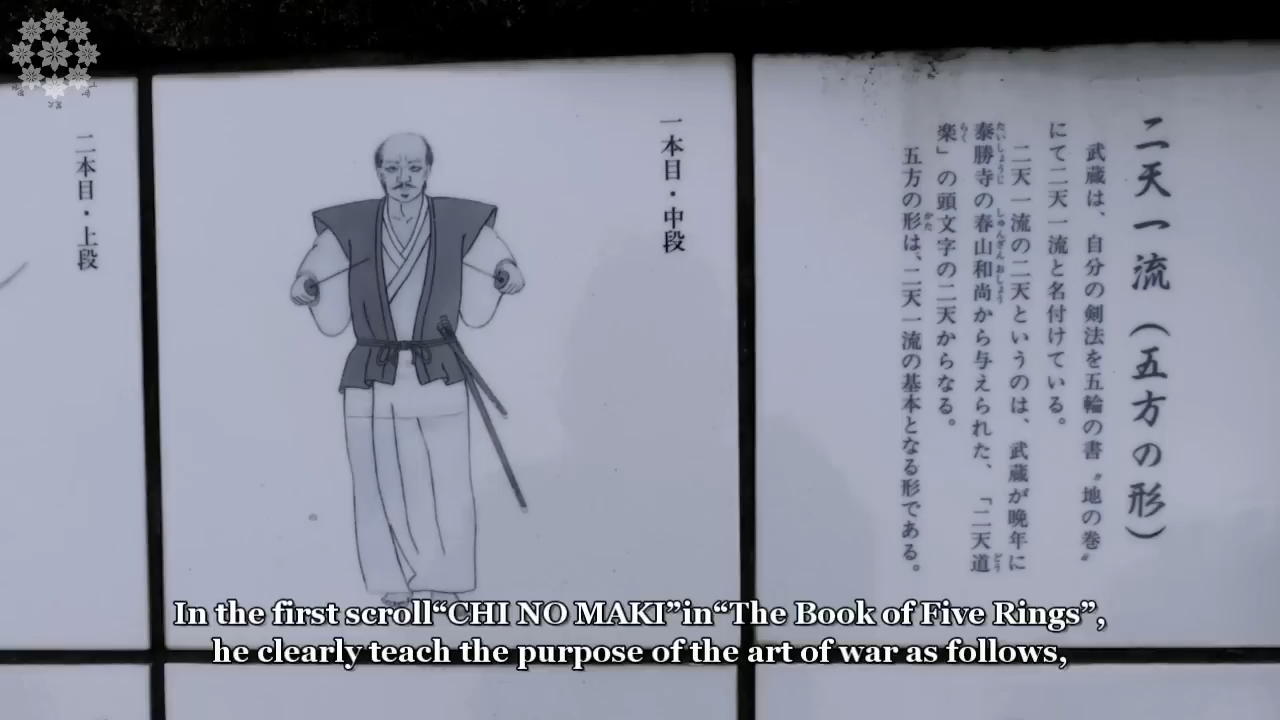 二天一流(五方の形)
武蔵は、自分の剣法を五輪の書〝地の巻〟
にて二天一流と名付けている。
二天一流の二天というのは、武蔵が晩年に
泰勝寺の春山和尚から与えられた、「二天道
楽」の頭文字の二天からなる。
五方の形は、二天一流の基本となる形である。
一本目・中段
二本目・上段
In the first scroll“CHI NO MAKI”in“The Book of Five Rings”,
he clearly teach the purpose of the art of war as follows,